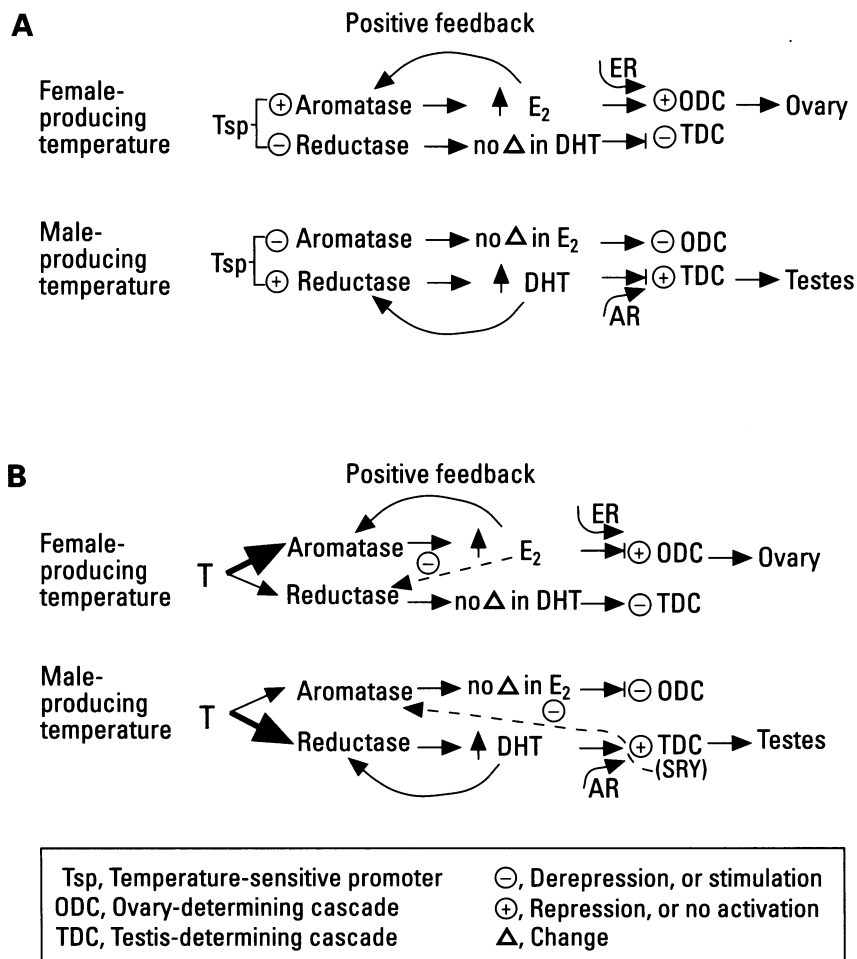 A
Positive feedback
Female-
producing
temperature
Tsp
⊕ Aromatase
↑ E₂
ER
⊕ ODC
Ovary
⊖ Reductase
no Δ in DHT
⊖ TDC
Male-
producing
temperature
Tsp
⊖ Aromatase
no Δ in E₂
⊖ ODC
⊕ Reductase
↑ DHT
⊕ TDC
Testes
AR
B
Positive feedback
Female-
producing
temperature
T
Aromatase
↑ E₂
ER
⊕ ODC
Ovary
⊖
Reductase
no Δ in DHT
⊖ TDC
Male-
producing
temperature
T
Aromatase
no Δ in E₂
⊖ ODC
⊖
Reductase
↑ DHT
⊕ TDC
Testes
(SRY)
AR
Tsp, Temperature-sensitive promoter
ODC, Ovary-determining cascade
TDC, Testis-determining cascade
⊖, Derepression, or stimulation
⊕, Repression, or no activation
Δ, Change